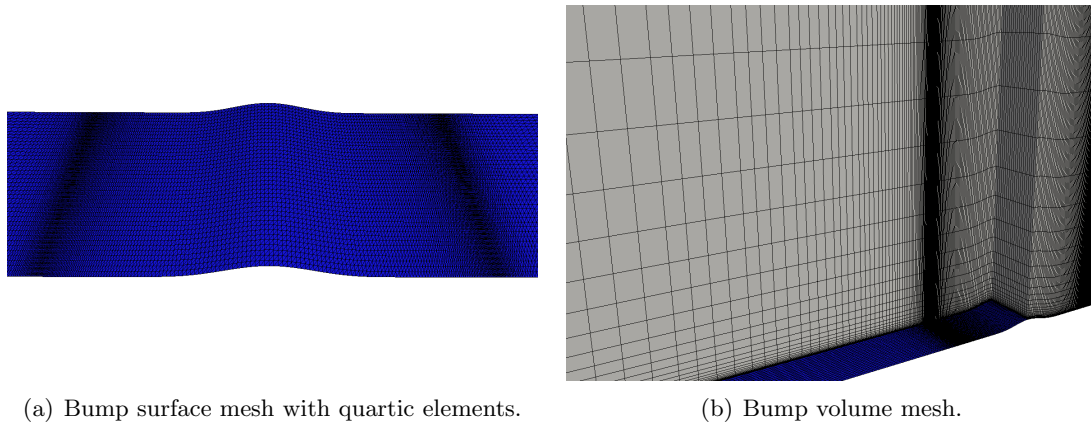 (a) Bump surface mesh with quartic elements.
(b) Bump volume mesh.